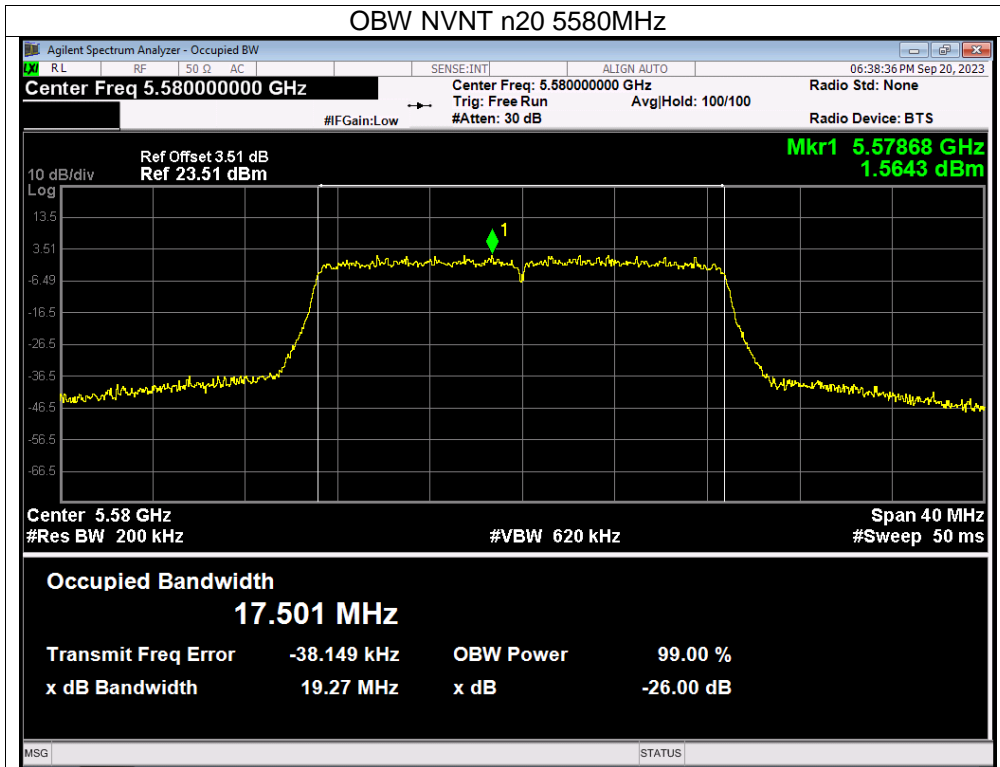 OBW NVNT n20 5580MHz
Agilent Spectrum Analyzer - Occupied BW
LXI RL RF 50 Ω AC SENSE:INT ALIGN AUTO 06:38:36 PM Sep 20, 2023
Center Freq 5.580000000 GHz
Center Freq: 5.580000000 GHz Radio Std: None
Trig: Free Run Avg|Hold: 100/100
#IFGain:Low #Atten: 30 dB Radio Device: BTS
Mkr1 5.57868 GHz
1.5643 dBm
Ref Offset 3.51 dB
10 dB/div Ref 23.51 dBm
Log
13.5
1
3.51
-6.49
-16.5
-26.5
-36.5
-46.5
-56.5
-66.5
Center 5.58 GHz Span 40 MHz
#Res BW 200 kHz #VBW 620 kHz #Sweep 50 ms
Occupied Bandwidth
17.501 MHz
Transmit Freq Error -38.149 kHz OBW Power 99.00 %
x dB Bandwidth 19.27 MHz x dB -26.00 dB
MSG STATUS